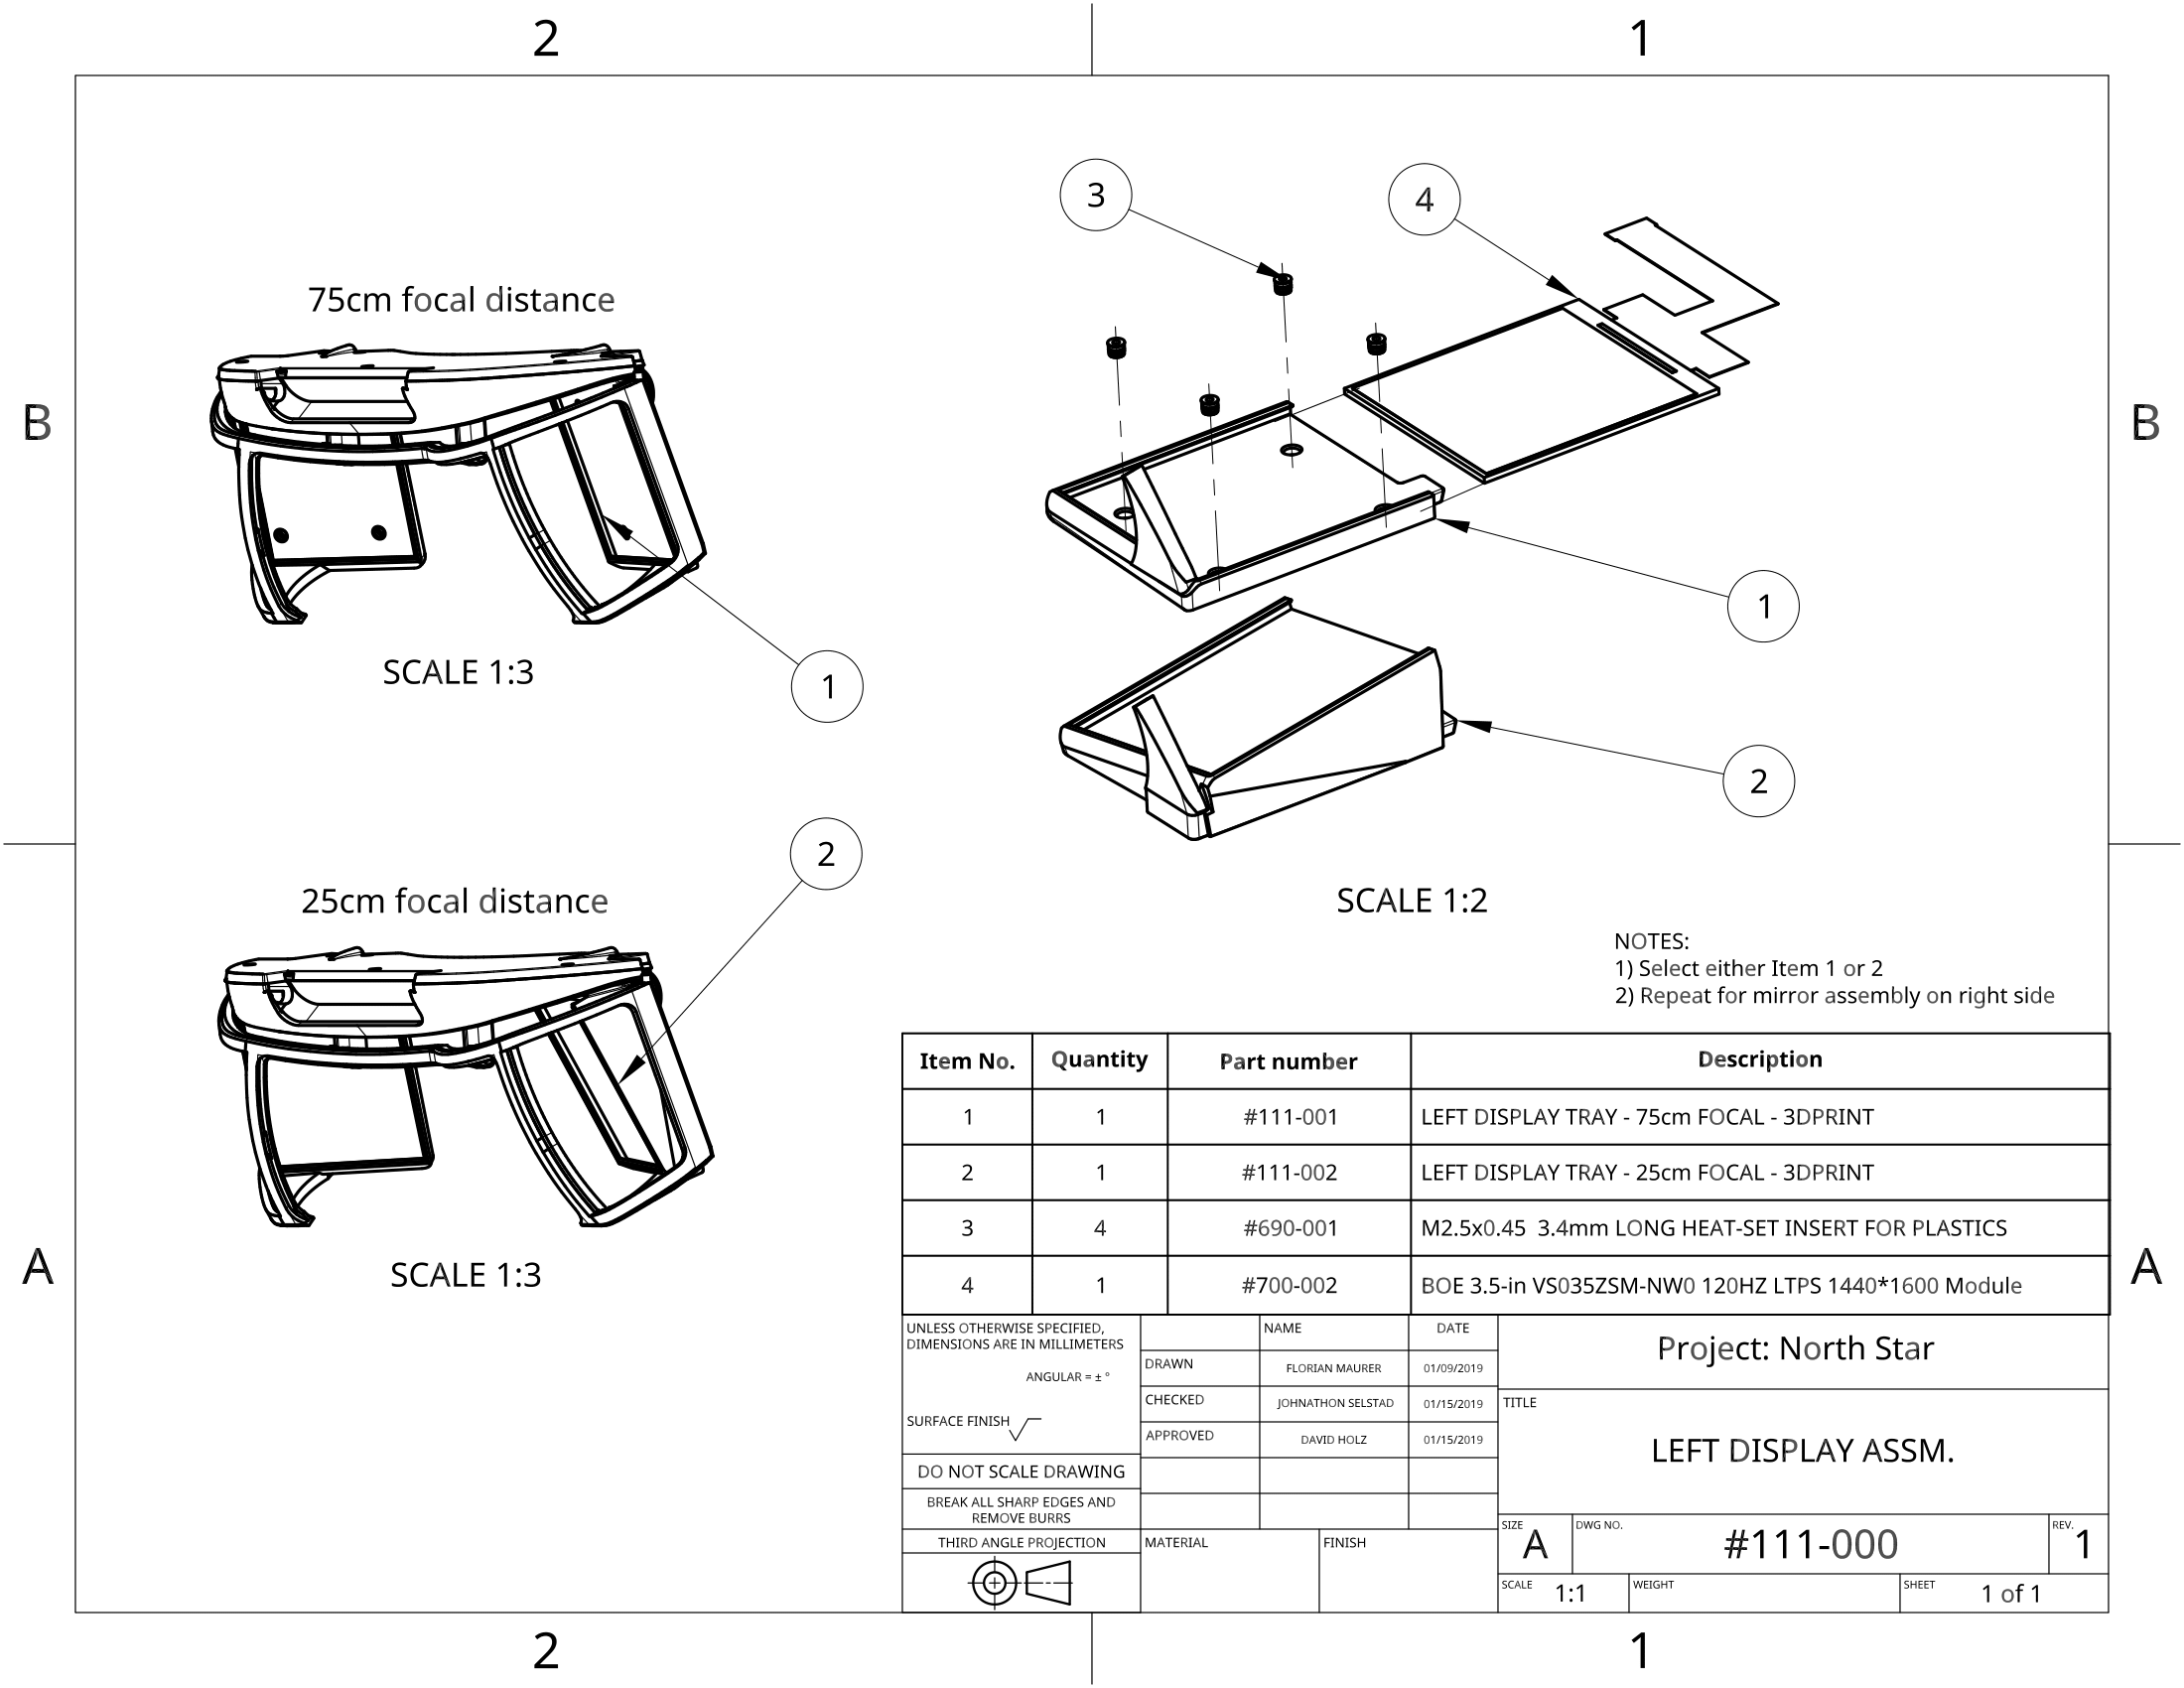 2 1
3 4
75cm focal distance
B B
1
SCALE 1:3
1
2
2
25cm focal distance
SCALE 1:2
NOTES:
1) Select either Item 1 or 2
2) Repeat for mirror assembly on right side
Item No. Quantity Part number Description
1 1 #111-001 LEFT DISPLAY TRAY - 75cm FOCAL - 3DPRINT
2 1 #111-002 LEFT DISPLAY TRAY - 25cm FOCAL - 3DPRINT
3 4 #690-001 M2.5x0.45 3.4mm LONG HEAT-SET INSERT FOR PLASTICS
A A
SCALE 1:3
4 1 #700-002 BOE 3.5-in VS035ZSM-NW0 120HZ LTPS 1440*1600 Module
UNLESS OTHERWISE SPECIFIED,
DIMENSIONS ARE IN MILLIMETERS
ANGULAR = ± °
SURFACE FINISH
DO NOT SCALE DRAWING
BREAK ALL SHARP EDGES AND
REMOVE BURRS
THIRD ANGLE PROJECTION
NAME DATE
DRAWN FLORIAN MAURER 01/09/2019
CHECKED JOHNATHON SELSTAD 01/15/2019
APPROVED DAVID HOLZ 01/15/2019
MATERIAL FINISH
Project: North Star
TITLE
LEFT DISPLAY ASSM.
SIZE A DWG NO. #111-000 REV. 1
SCALE 1:1 WEIGHT SHEET 1 of 1
2 1